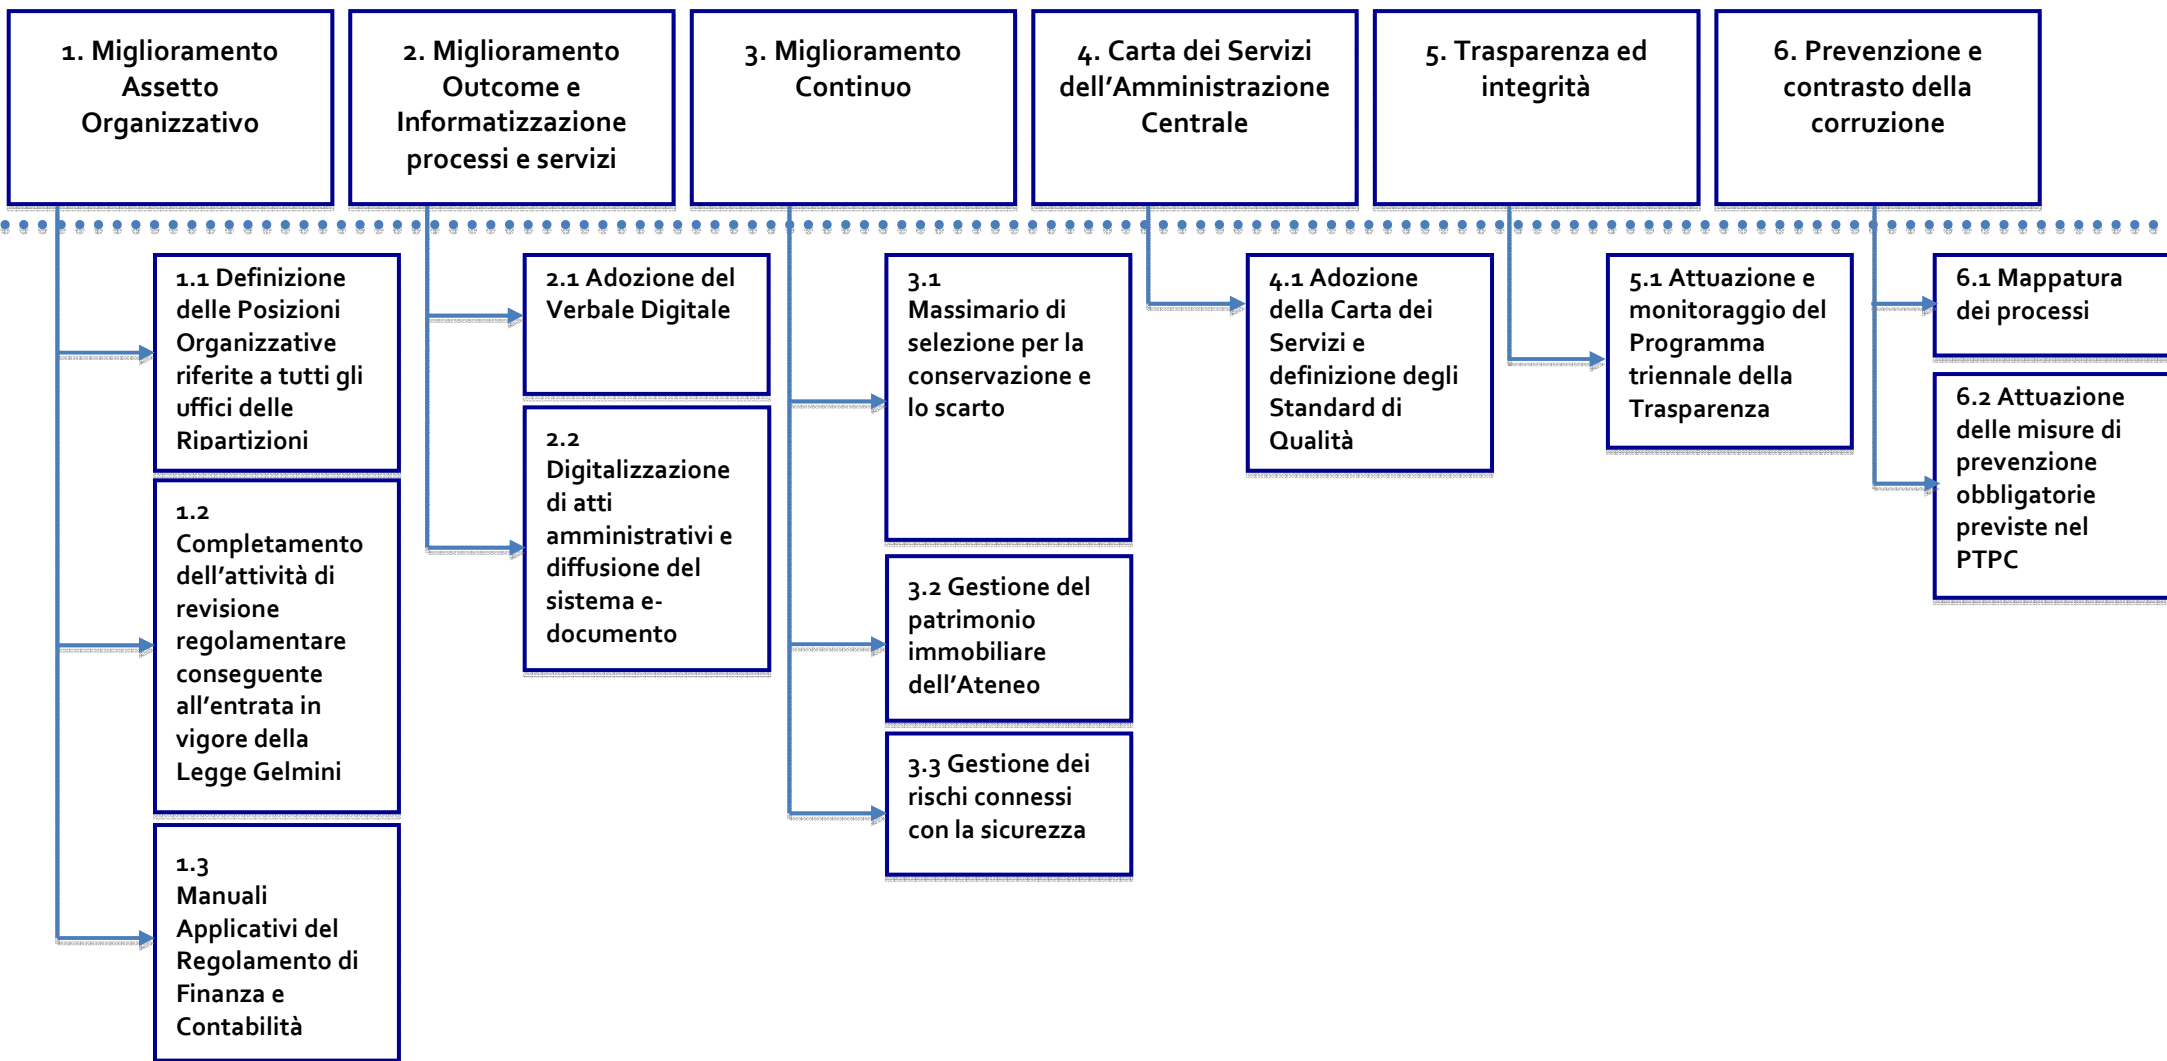 1. Miglioramento
Assetto
Organizzativo
2. Miglioramento
Outcome e
Informatizzazione
processi e servizi
3. Miglioramento
Continuo
4. Carta dei Servizi
dell’Amministrazione
Centrale
5. Trasparenza ed
integrità
6. Prevenzione e
contrasto della
corruzione
1.1 Definizione
delle Posizioni
Organizzative
riferite a tutti gli
uffici delle
Ripartizioni
1.2
Completamento
dell’attività di
revisione
regolamentare
conseguente
all’entrata in
vigore della
Legge Gelmini
1.3
Manuali
Applicativi del
Regolamento di
Finanza e
Contabilità
2.1 Adozione del
Verbale Digitale
2.2
Digitalizzazione
di atti
amministrativi e
diffusione del
sistema e-
documento
3.1
Massimario di
selezione per la
conservazione e
lo scarto
3.2 Gestione del
patrimonio
immobiliare
dell’Ateneo
3.3 Gestione dei
rischi connessi
con la sicurezza
4.1 Adozione
della Carta dei
Servizi e
definizione degli
Standard di
Qualità
5.1 Attuazione e
monitoraggio del
Programma
triennale della
Trasparenza
6.1 Mappatura
dei processi
6.2 Attuazione
delle misure di
prevenzione
obbligatorie
previste nel
PTPC